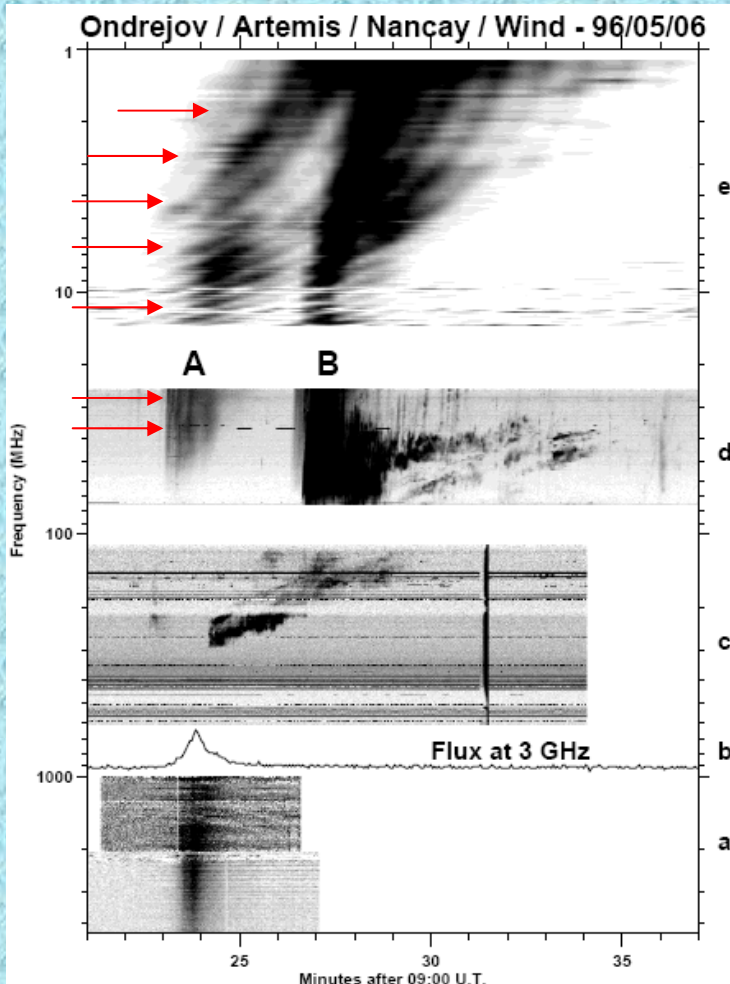 Ondrejov / Artemis / Nançay / Wind - 96/05/06
1
e
10
A B
Frequency (MHz)
d
100
c
Flux at 3 GHz
b
1000
a
25 30 35
Minutes after 09:00 U.T.